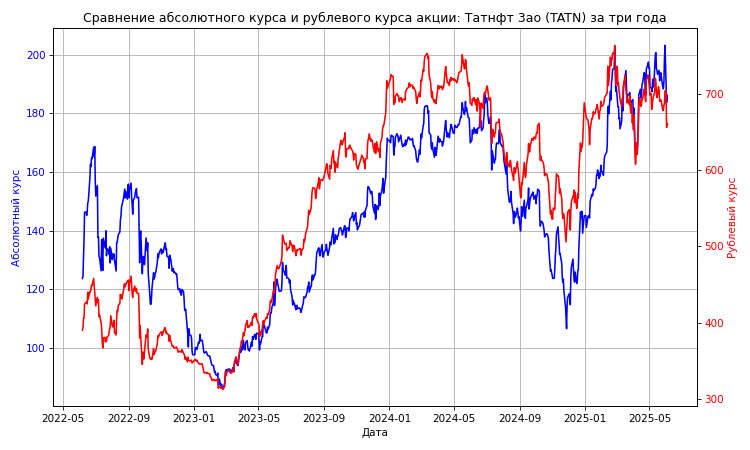 Сравнение абсолютного курса и рублевого курса акции: Татнфт 3ао (TATN) за три года
Абсолютный курс
200
180
160
140
120
100
700
600
500
400
300
Рублевый курс
2022-05 2022-09 2023-01 2023-05 2023-09 2024-01 2024-05 2024-09 2025-01 2025-05
Дата